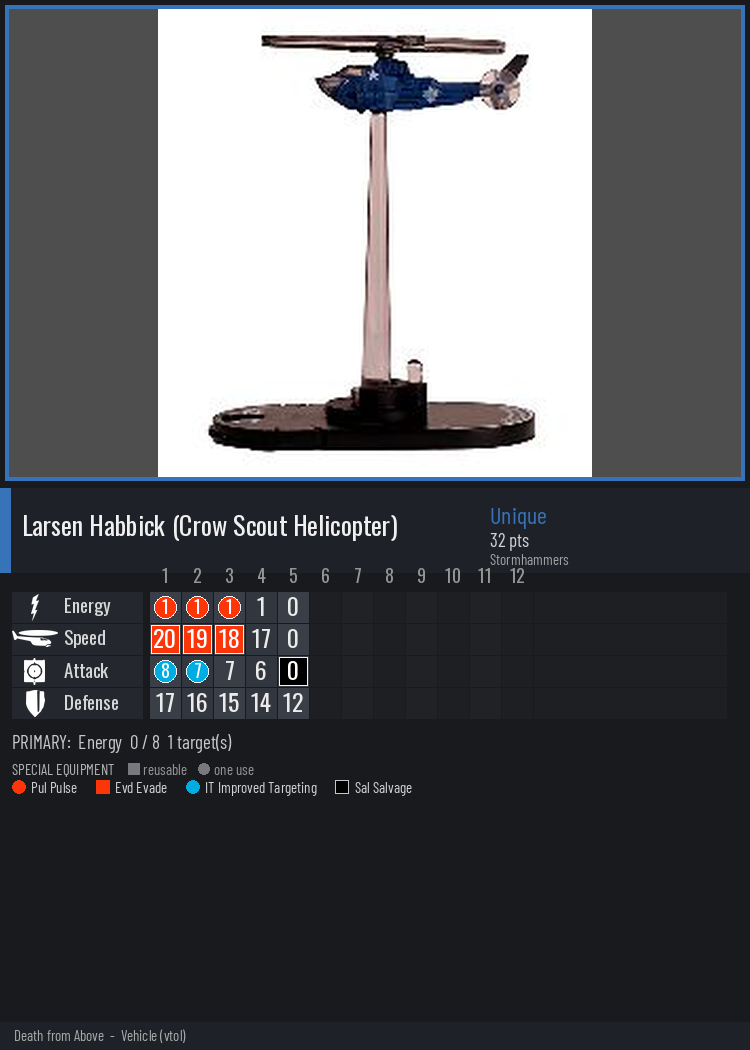 Larsen Habbick (Crow Scout Helicopter)
Unique
32 pts
Stormhammers
1 2 3 4 5 6 7 8 9 10 11 12
Energy 1 1 1 1 0
Speed 20 19 18 17 0
Attack 8 7 7 6 0
Defense 17 16 15 14 12
PRIMARY: Energy 0 / 8 1 target(s)
SPECIAL EQUIPMENT reusable one use
Pul Pulse Evd Evade IT Improved Targeting Sal Salvage
Death from Above - Vehicle (vtol)